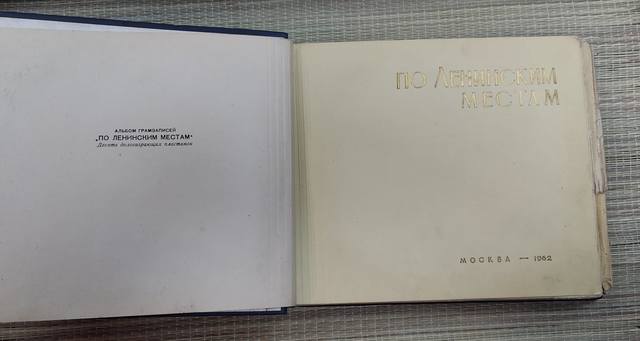 АЛЬБОМ ГРАМЗАПИСЕЙ
„ПО ЛЕНИНСКИМ МЕСТАМ“
Десять долгоиграющих пластинок
ПО ЛЕНИНСКИМ
МЕСТАМ
МОСКВА — 1962